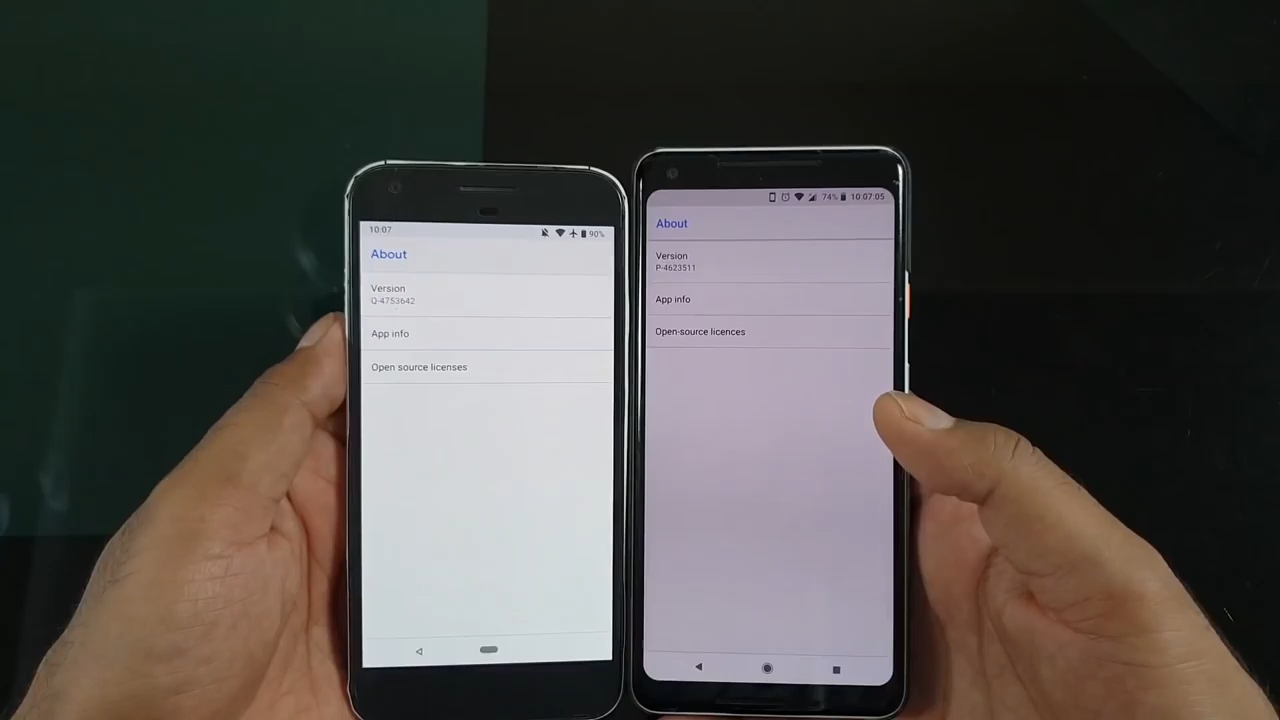 10:07
90%
About
Version
Q-4753642
App info
Open source licenses
74%
10:07:05
About
Version
P-4623511
App info
Open-source licences